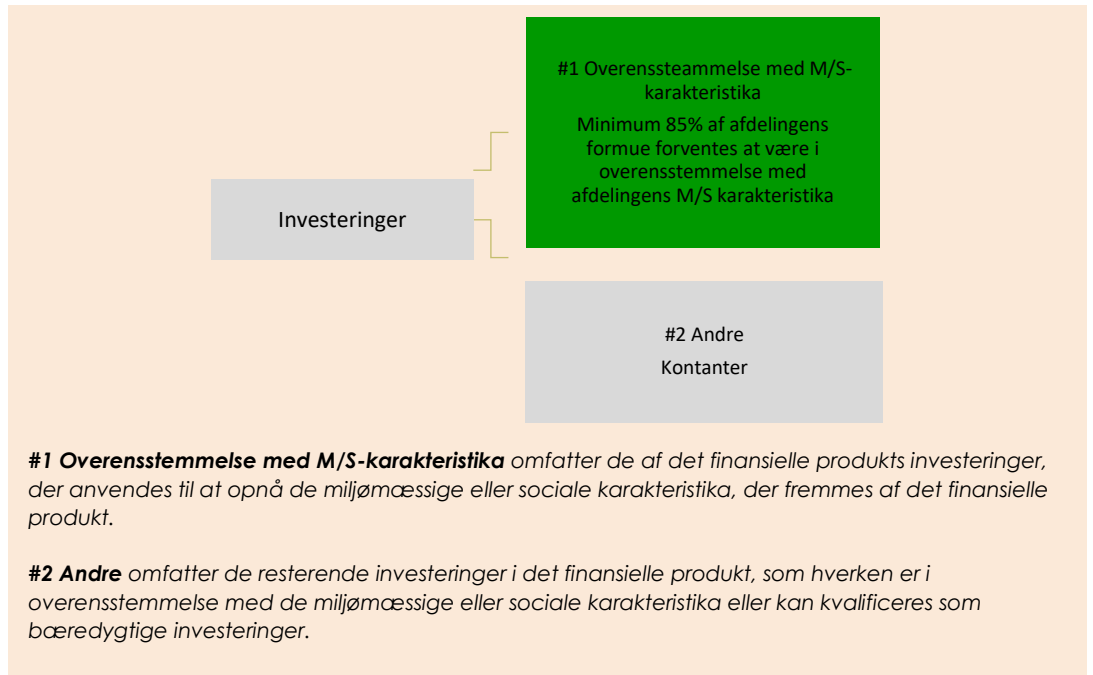 #1 Overenssteammelse med M/S-
karakteristika
Minimum 85% af afdelingens
formue forventes at være i
overensstemmelse med
afdelingens M/S karakteristika
Investeringer
#2 Andre
Kontanter
#1 Overensstemmelse med M/S-karakteristika omfatter de af det finansielle produkts investeringer,
der anvendes til at opnå de miljømæssige eller sociale karakteristika, der fremmes af det finansielle
produkt.
#2 Andre omfatter de resterende investeringer i det finansielle produkt, som hverken er i
overensstemmelse med de miljømæssige eller sociale karakteristika eller kan kvalificeres som
bæredygtige investeringer.